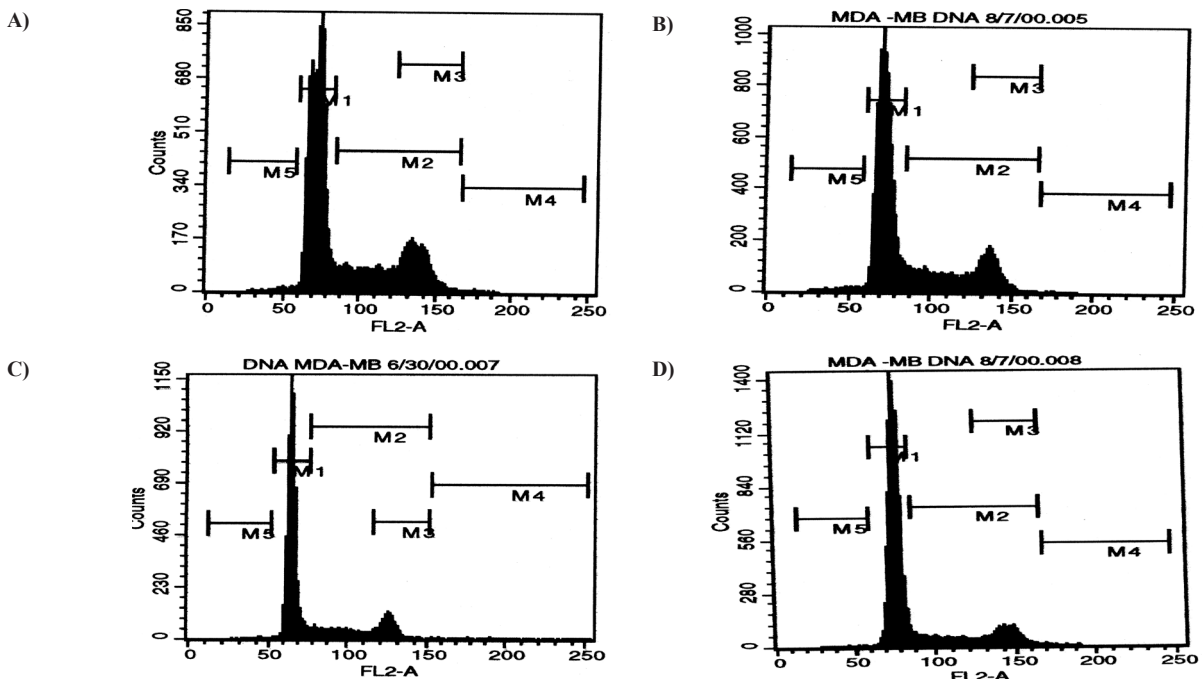 A)
850
680
510
340
170
0
Counts
M1
M2
M3
M4
M5
0 50 100 150 200 250
FL2-A
B)
MDA -MB DNA 8/7/00.005
1000
800
600
400
200
0
Counts
M1
M2
M3
M4
M5
0 50 100 150 200 250
FL2-A
C)
DNA MDA-MB 6/30/00.007
1150
920
690
460
230
0
Counts
M1
M2
M3
M4
M5
0 50 100 150 200 250
FL2-A
D)
MDA -MB DNA 8/7/00.008
1400
1120
840
560
280
0
Counts
M1
M2
M3
M4
M5
0 50 100 150 200 250
FL2-A